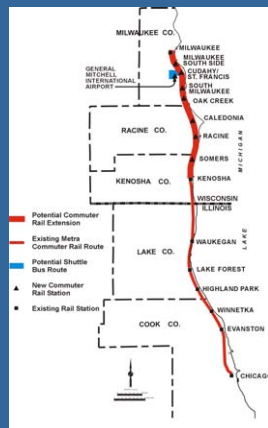 MILWAUKEE CO.
MILWAUKEE
MILWAUKEE
SOUTH SIDE
GENERAL
MITCHELL
INTERNATIONAL
AIRPORT
CUDAHY/
ST. FRANCIS
SOUTH
MILWAUKEE
OAK CREEK
CALEDONIA
RACINE CO.
RACINE
MICHIGAN
SOMERS
KENOSHA CO.
KENOSHA
WISCONSIN
ILLINOIS
LAKE
Potential Commuter
Rail Extension
Existing Metra
Commuter Rail Route
Potential Shuttle
Bus Route
New Commuter
Rail Station
Existing Rail Station
WAUKEGAN
LAKE CO.
LAKE FOREST
HIGHLAND PARK
WINNETKA
COOK CO.
EVANSTON
CHICAGO